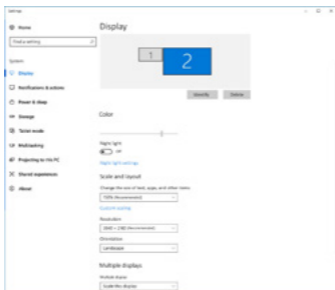 Settings
Home
Display
Find a setting
1
2
System
Display
Identify
Detect
Notifications & actions
Power & sleep
Color
Storage
Tablet mode
Night light
Multitasking
Off
Projecting to this PC
Night light settings
Shared experiences
Scale and layout
About
Change the size of text, apps, and other items
100% (Recommended)
Custom scaling
Resolution
(Recommended)
Orientation
Landscape
Multiple displays
Multiple displays